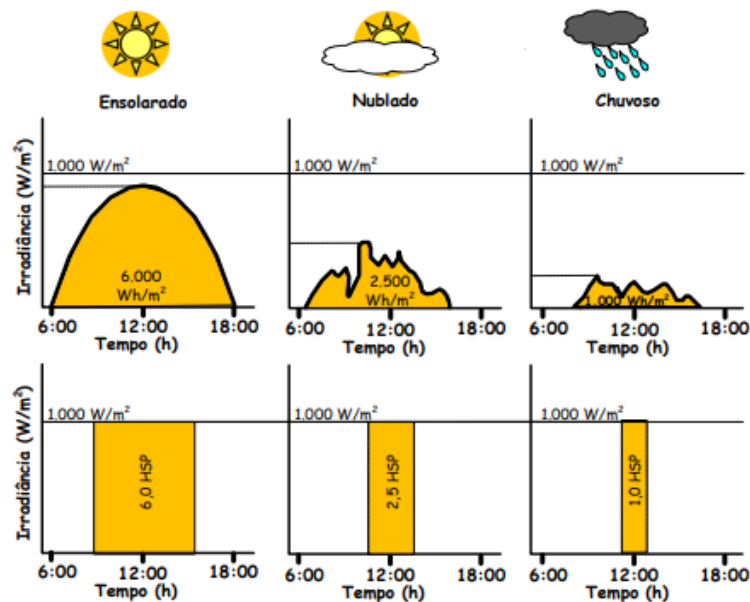 Ensolarado
Nublado
Chuvoso
Irradiância (W/m²)
1.000 W/m²
6,000
Wh/m²
6:00
12:00
18:00
Tempo (h)
1.000 W/m²
2,500
Wh/m²
6:00
12:00
18:00
Tempo (h)
1.000 W/m²
1.000 Wh/m²
6:00
12:00
18:00
Tempo (h)
Irradiância (W/m²)
1.000 W/m²
6,0 HSP
6:00
12:00
18:00
Tempo (h)
1.000 W/m²
2,5 HSP
6:00
12:00
18:00
Tempo (h)
1.000 W/m²
1,0 HSP
6:00
12:00
18:00
Tempo (h)